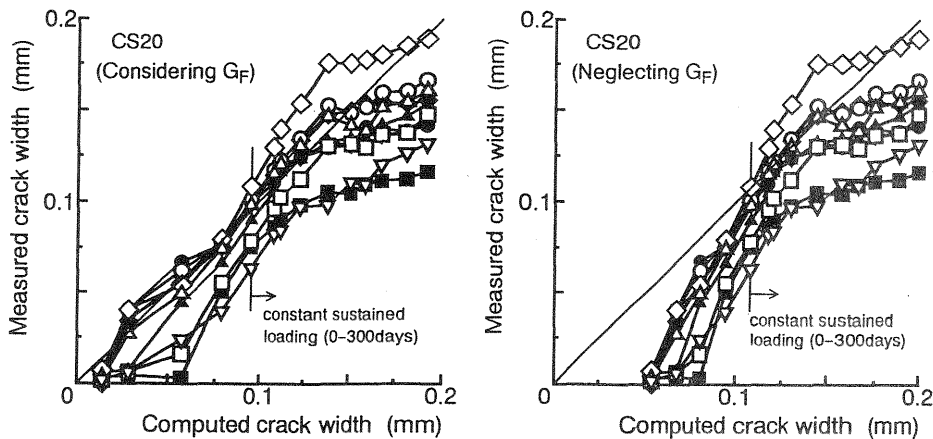 0.2
CS20
(Considering G_F)
0.1
constant sustained
loading (0–300days)
0
0.1
0.2
Measured crack width (mm)
Computed crack width (mm)
0.2
CS20
(Neglecting G_F)
0.1
constant sustained
loading (0–300days)
0
0.1
0.2
Measured crack width (mm)
Computed crack width (mm)